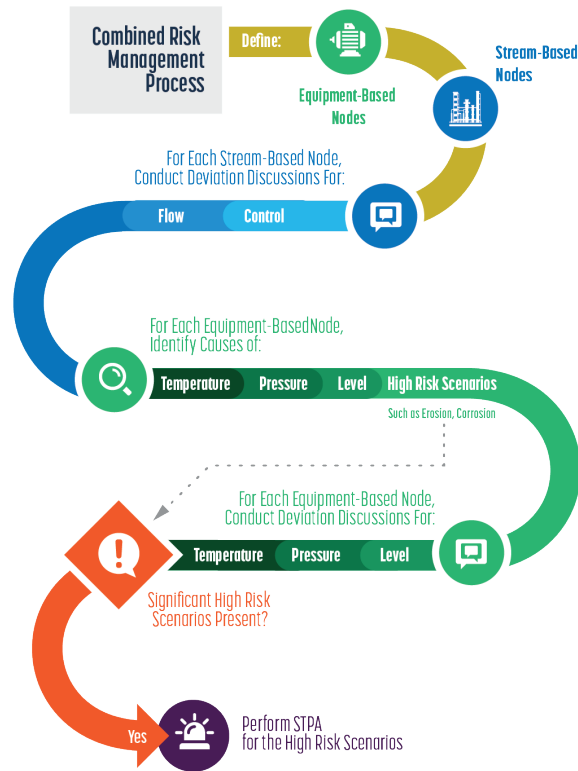 Combined Risk
Management
Process
Define:
Equipment-Based
Nodes
Stream-Based
Nodes
For Each Stream-Based Node,
Conduct Deviation Discussions For:
Flow
Control
For Each Equipment-BasedNode,
Identify Causes of:
Temperature
Pressure
Level
High Risk Scenarios
Such as Erosion, Corrosion
For Each Equipment-Based Node,
Conduct Deviation Discussions For:
Temperature
Pressure
Level
Significant High Risk
Scenarios Present?
Yes
Perform STPA
for the High Risk Scenarios